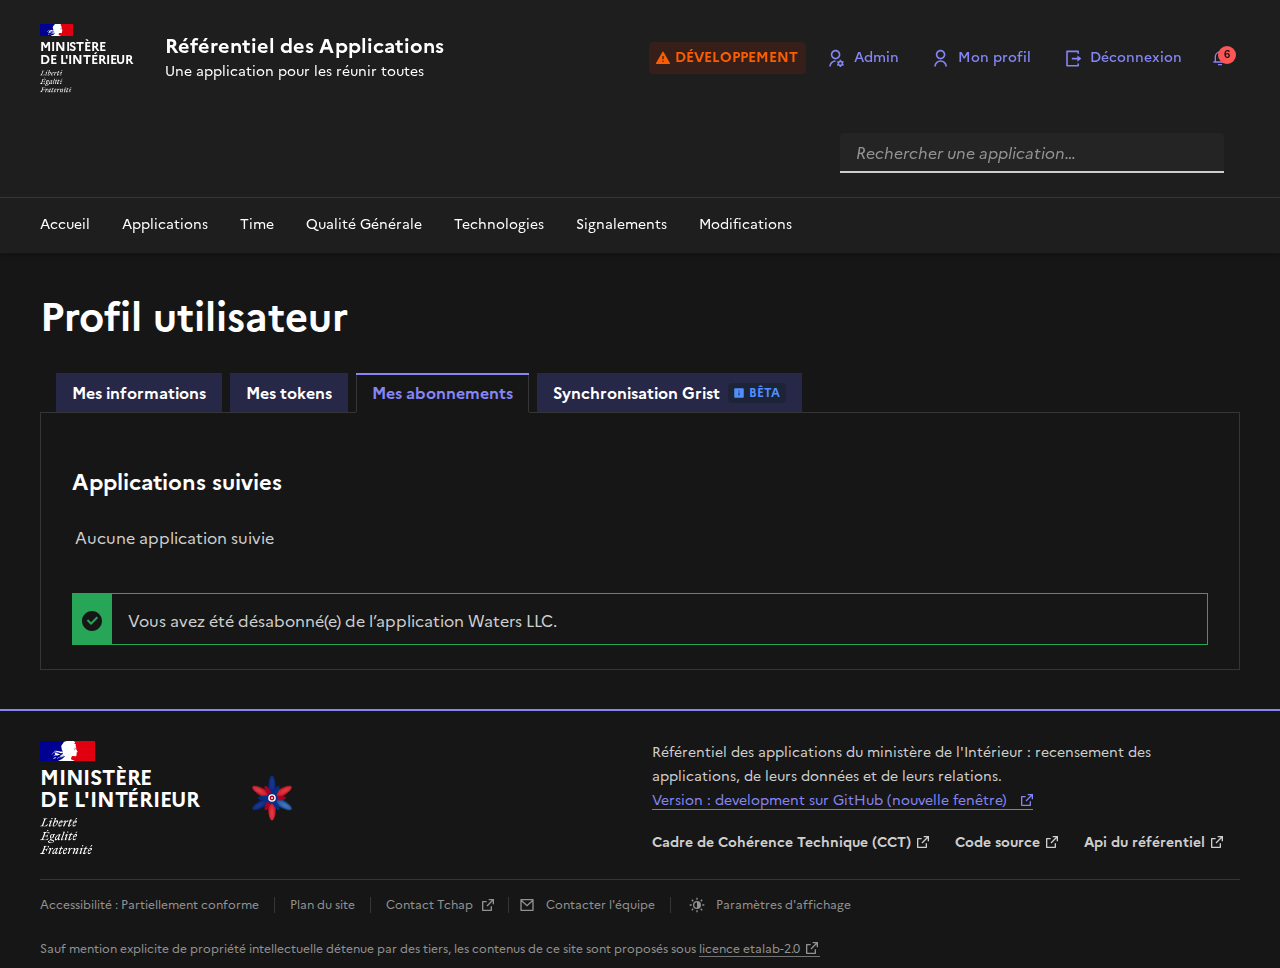 MINISTÈRE
DE L'INTÉRIEUR
Liberté
Égalité
Fraternité
Référentiel des Applications
Une application pour les réunir toutes
DÉVELOPPEMENT
Admin
Mon profil
Déconnexion
6
Rechercher une application...
Accueil
Applications
Time
Qualité Générale
Technologies
Signalements
Modifications
Profil utilisateur
Mes informations
Mes tokens
Mes abonnements
Synchronisation Grist
BÊTA
Applications suivies
Aucune application suivie
Vous avez été désabonné(e) de l’application Waters LLC.
MINISTÈRE
DE L'INTÉRIEUR
Liberté
Égalité
Fraternité
Référentiel des applications du ministère de l'Intérieur : recensement des
applications, de leurs données et de leurs relations.
Version : development sur GitHub (nouvelle fenêtre)
Cadre de Cohérence Technique (CCT)
Code source
Api du référentiel
Accessibilité : Partiellement conforme
Plan du site
Contact Tchap
Contacter l'équipe
Paramètres d'affichage
Sauf mention explicite de propriété intellectuelle détenue par des tiers, les contenus de ce site sont proposés sous licence etalab-2.0